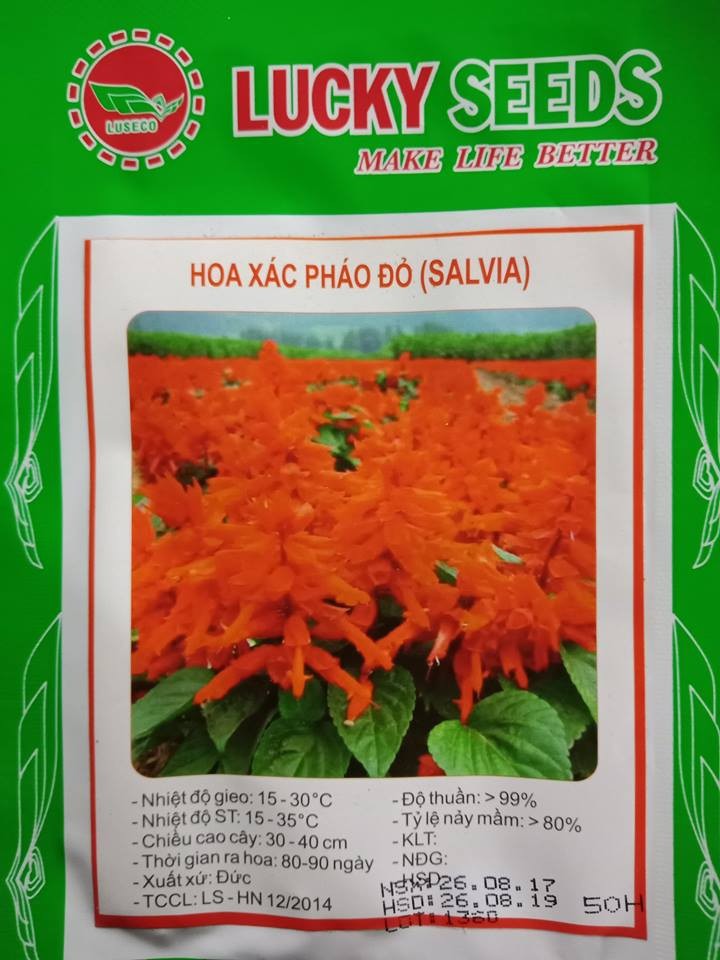 LUSECO
LUCKY SEEDS
MAKE LIFE BETTER
HOA XÁC PHÁO ĐỎ (SALVIA)
- Nhiệt độ gieo: 15 - 30°C
- Nhiệt độ ST: 15 - 35°C
- Chiều cao cây: 30 - 40 cm
- Thời gian ra hoa: 80-90 ngày
- Xuất xứ: Đức
- TCCL: LS - HN 12/2014
- Độ thuần: > 99%
- Tỷ lệ nảy mầm: > 80%
- KLT:
- NĐG:
- HSD:
NSX: 26.08.17
HSD: 26.08.19 50H
LOT: 1360